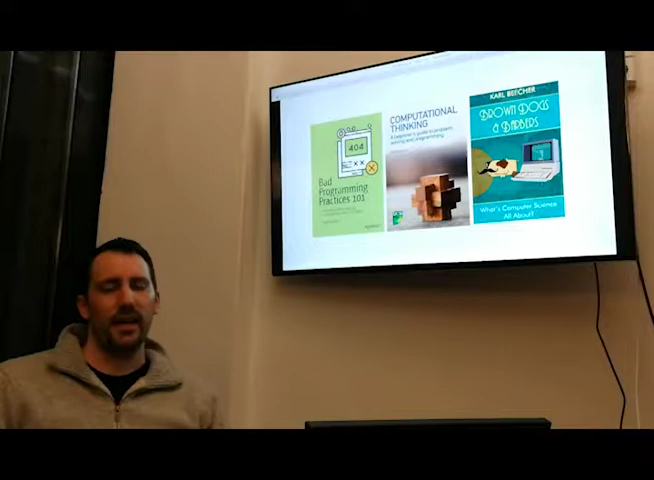 404
Bad
Programming
Practices 101
COMPUTATIONAL
THINKING
A beginner's guide to problem
solving and programming
KARL BEECHER
BROWN DOGS
& BARBERS
What's Computer Science
All About?